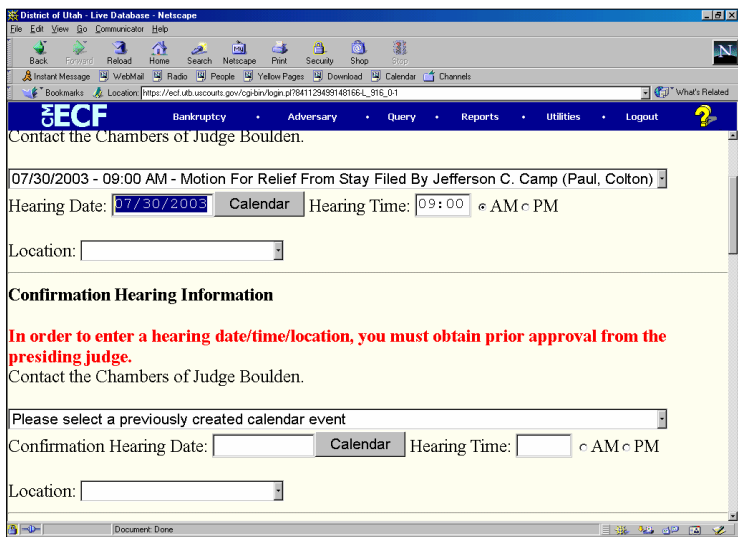 District of Utah - Live Database - Netscape
File Edit View Go Communicator Help
Back Forward Reload Home Search Netscape Print Security Shop Stop
N
Instant Message WebMail Radio People Yellow Pages Download Calendar Channels
Bookmarks Location: https://ecf.utb.uscourts.gov/cgi-bin/login.pl?841129499148166-L_916_0-1 What's Related
CM ECF Bankruptcy • Adversary • Query • Reports • Utilities • Logout ?
Contact the Chambers of Judge Boulden.
07/30/2003 - 09:00 AM - Motion For Relief From Stay Filed By Jefferson C. Camp (Paul, Colton)
Hearing Date: 07/30/2003 Calendar Hearing Time: 09:00 AM PM
Location:
Confirmation Hearing Information
In order to enter a hearing date/time/location, you must obtain prior approval from the
presiding judge.
Contact the Chambers of Judge Boulden.
Please select a previously created calendar event
Confirmation Hearing Date: Calendar Hearing Time: AM PM
Location:
Document: Done